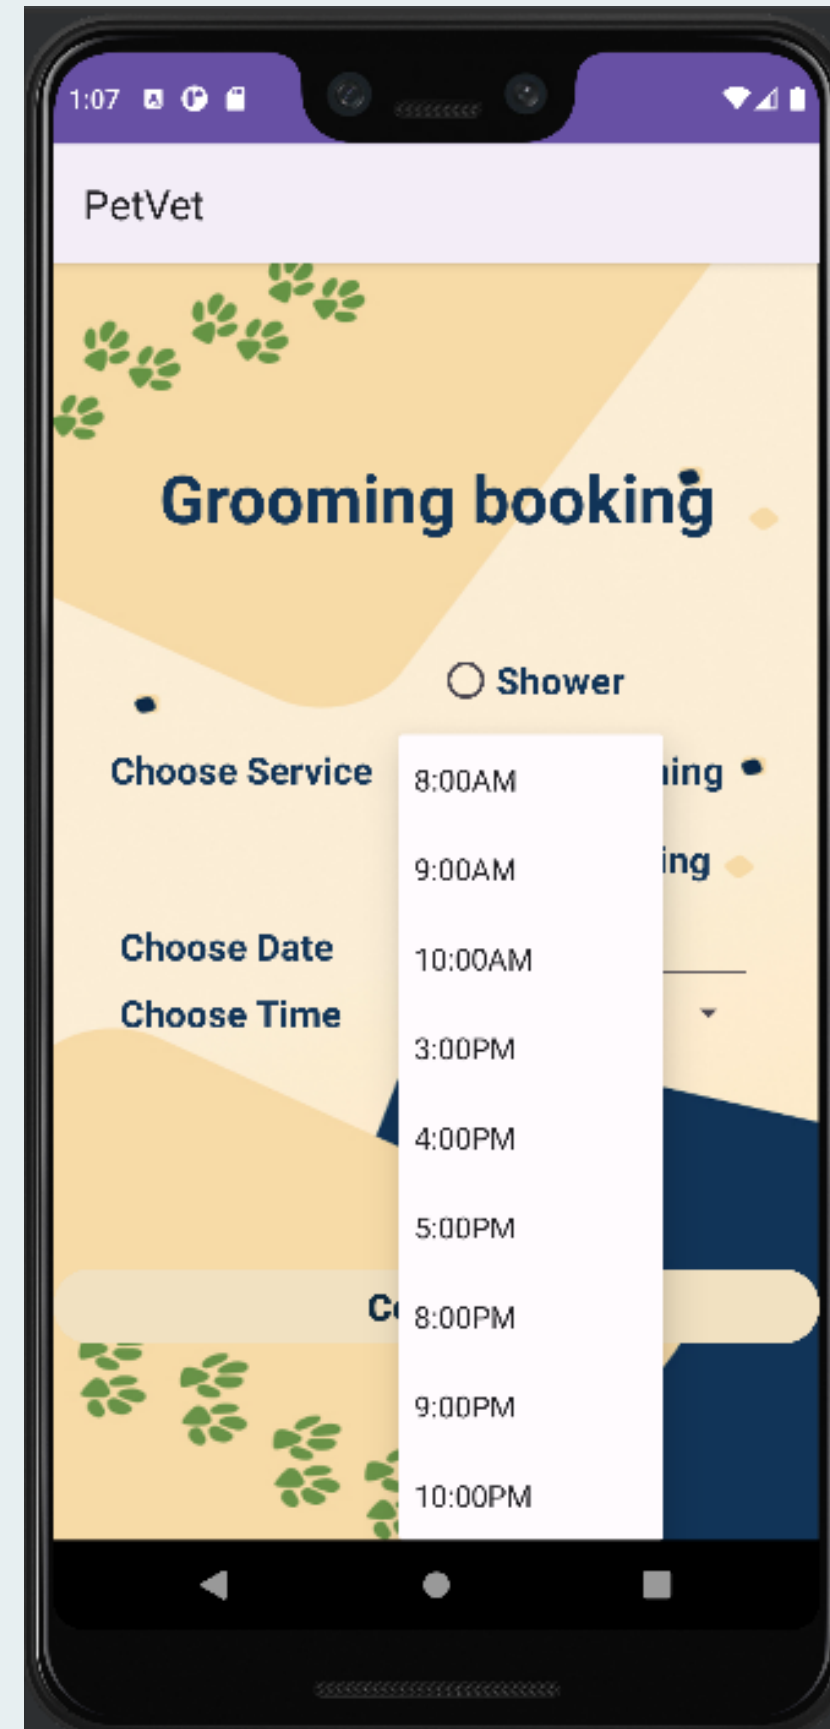 1:07
PetVet
Grooming booking
Shower
Choose Service
8:00AM
9:00AM
Choose Date
10:00AM
Choose Time
3:00PM
4:00PM
5:00PM
8:00PM
9:00PM
10:00PM